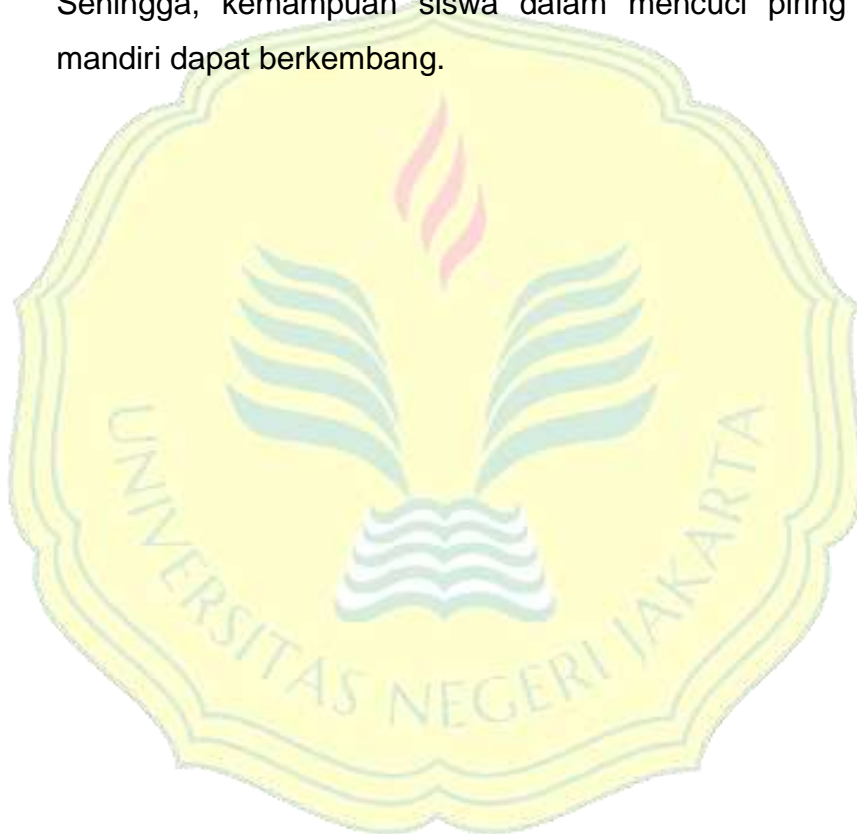 Sehingga, kemampuan siswa dalam mencuci piring
mandiri dapat berkembang.
UNIVERSITAS NEGERI JAKARTA